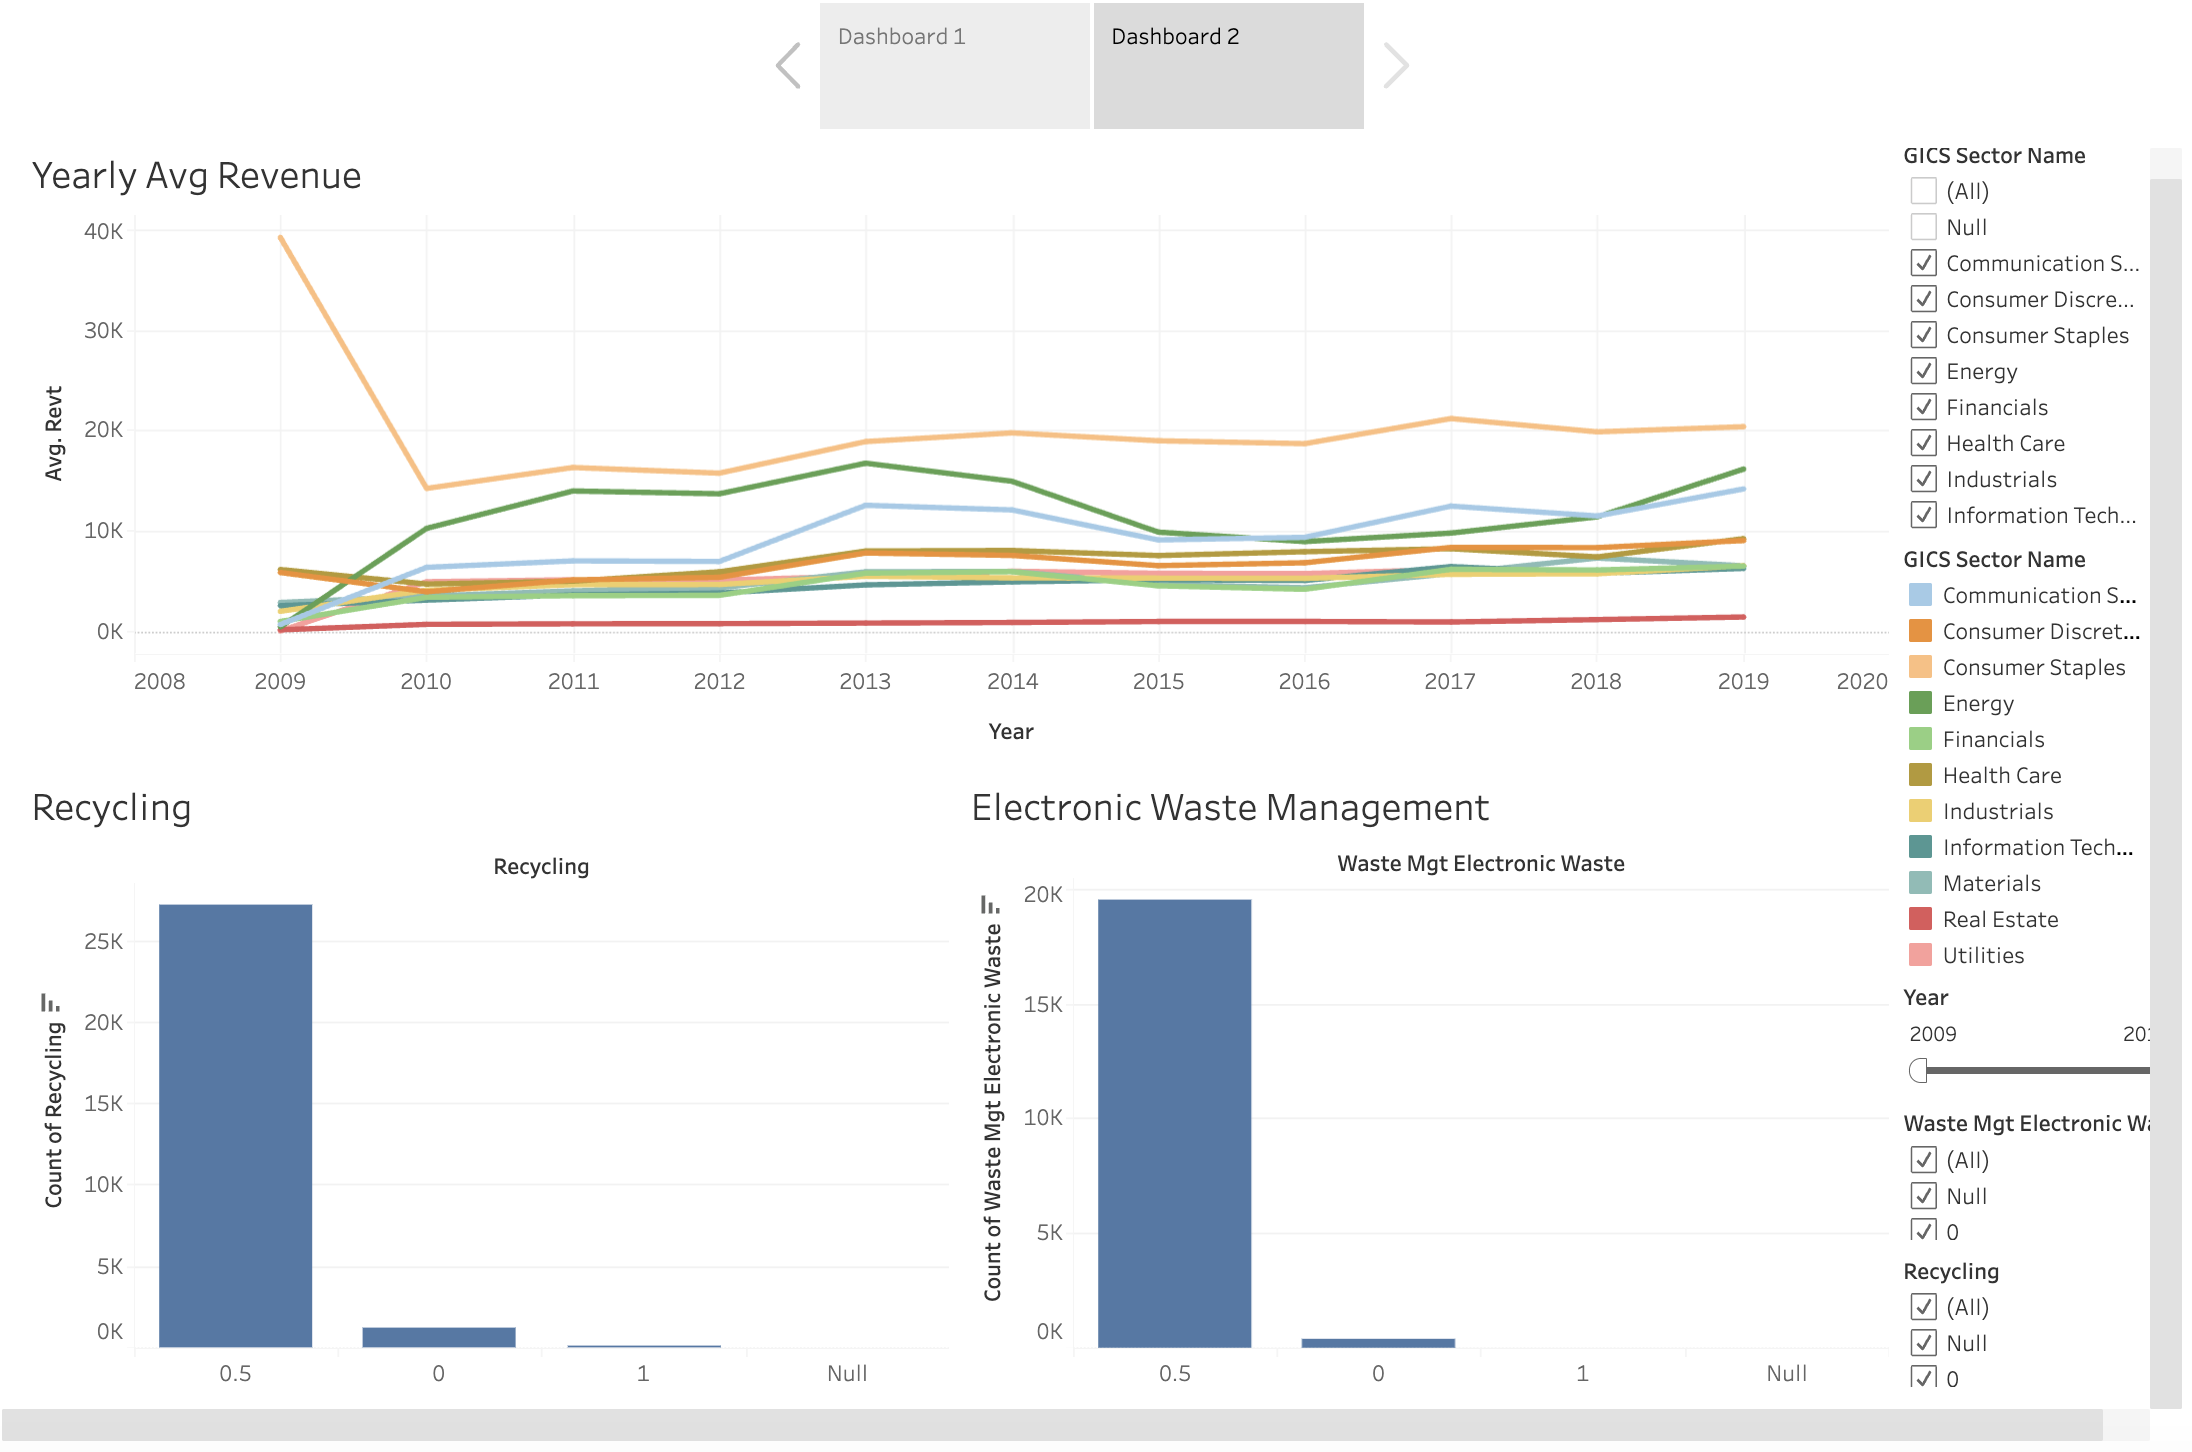 Dashboard 1
Dashboard 2
Yearly Avg Revenue
Avg. Revt
40K
30K
20K
10K
0K
2008 2009 2010 2011 2012 2013 2014 2015 2016 2017 2018 2019 2020
Year
Recycling
Recycling
Count of Recycling
25K
20K
15K
10K
5K
0K
0.5 0 1 Null
Electronic Waste Management
Waste Mgt Electronic Waste
Count of Waste Mgt Electronic Waste
20K
15K
10K
5K
0K
0.5 0 1 Null
GICS Sector Name
(All)
Null
Communication S...
Consumer Discre...
Consumer Staples
Energy
Financials
Health Care
Industrials
Information Tech...
GICS Sector Name
Communication S...
Consumer Discret...
Consumer Staples
Energy
Financials
Health Care
Industrials
Information Tech...
Materials
Real Estate
Utilities
Year
2009
Waste Mgt Electronic
(All)
Null
0
Recycling
(All)
Null
0